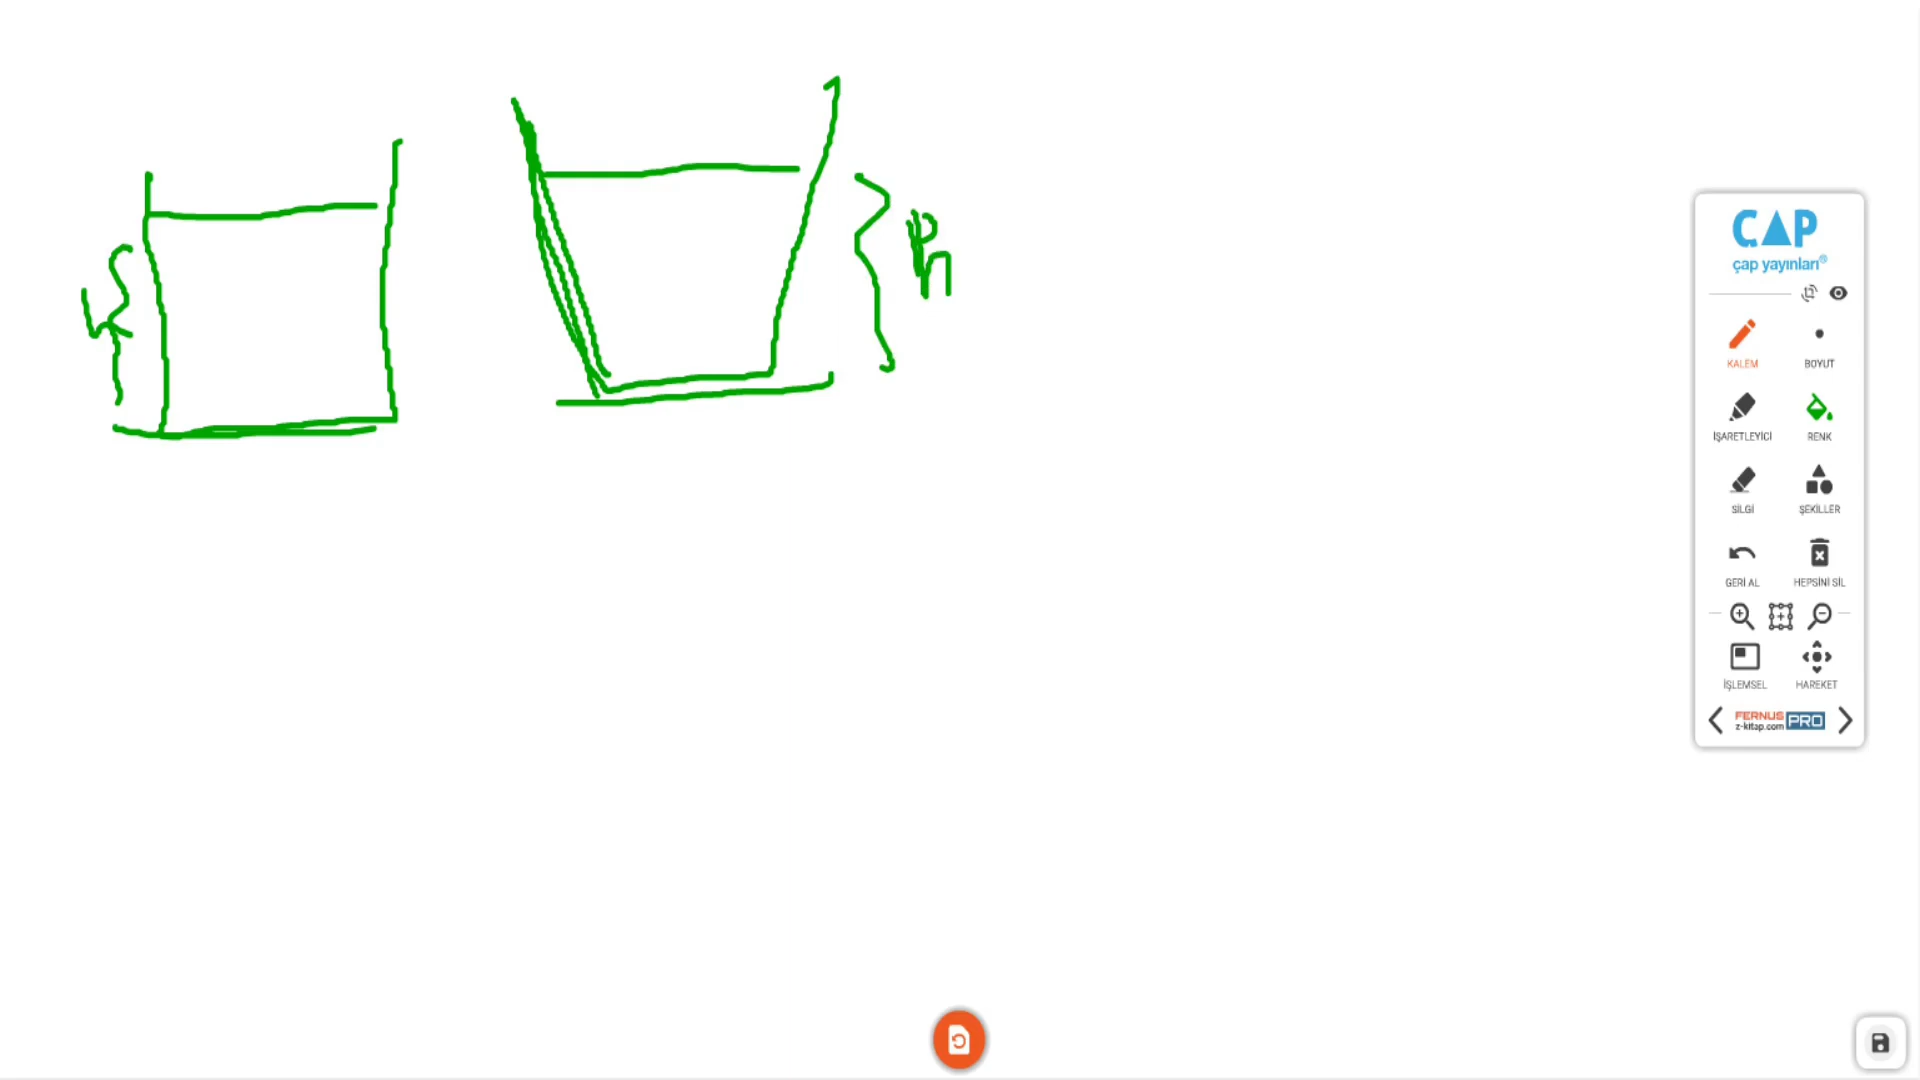 h
h
ÇAP
çap yayınları®
KALEM
BOYUT
İŞARETLEYİCİ
RENK
SİLGİ
ŞEKİLLER
GERİ AL
HEPSİNİ SİL
İŞLEMSEL
HAREKET
FERNUS
z-kitap.com PRO